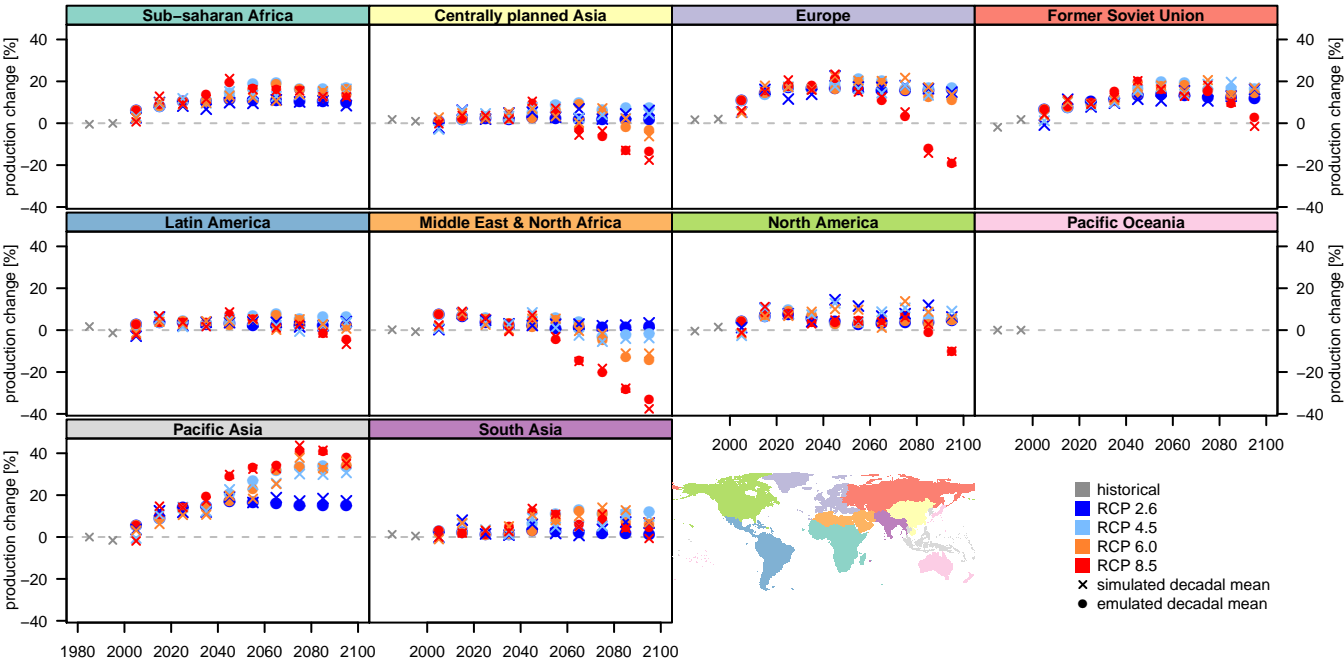 Sub−saharan Africa
Centrally planned Asia
Europe
Former Soviet Union
production change [%]
40
20
0
−20
−40
40
20
0
−20
−40
production change [%]
Latin America
Middle East & North Africa
North America
Pacific Oceania
production change [%]
40
20
0
−20
−40
40
20
0
−20
−40
production change [%]
Pacific Asia
South Asia
2000 2020 2040 2060 2080 2100
2000 2020 2040 2060 2080 2100
production change [%]
40
20
0
−20
−40
historical
RCP 2.6
RCP 4.5
RCP 6.0
RCP 8.5
simulated decadal mean
emulated decadal mean
1980 2000 2020 2040 2060 2080 2100
2000 2020 2040 2060 2080 2100